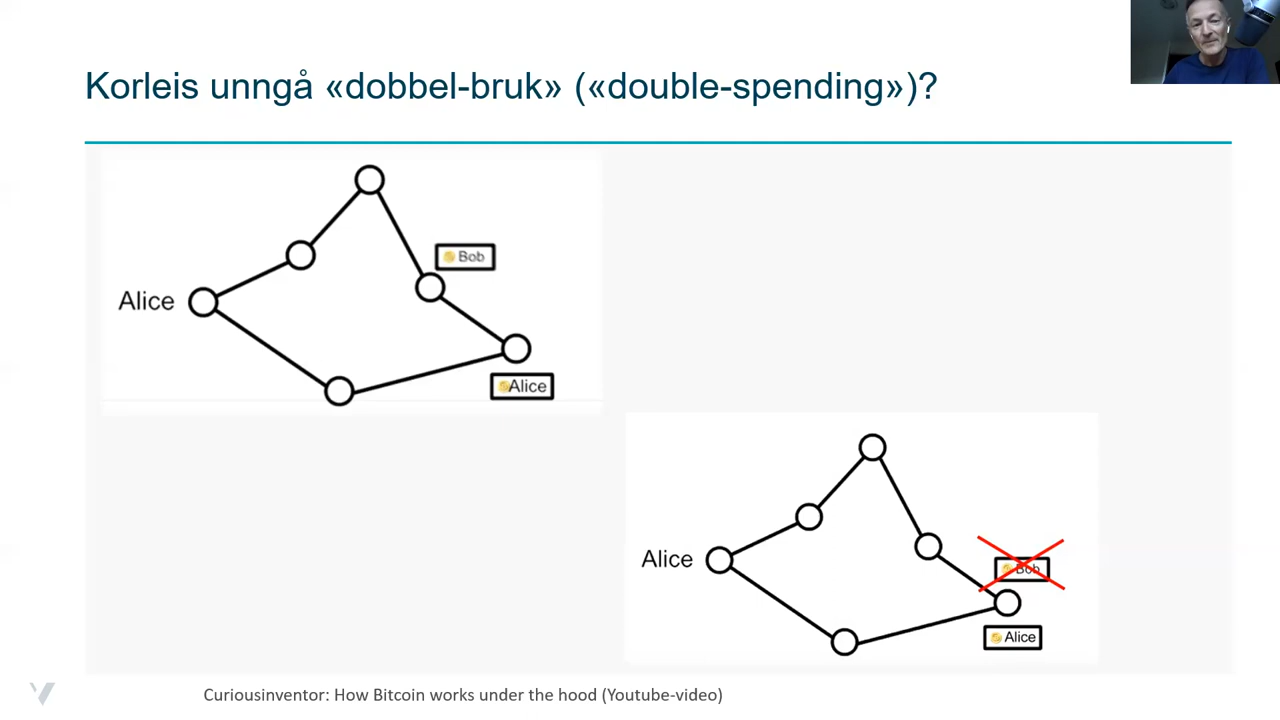 Korleis unngå «dobbel-bruk» («double-spending»)?
Bob
Alice
Alice
Alice
Bob
Alice
Curiousinventor: How Bitcoin works under the hood (Youtube-video)